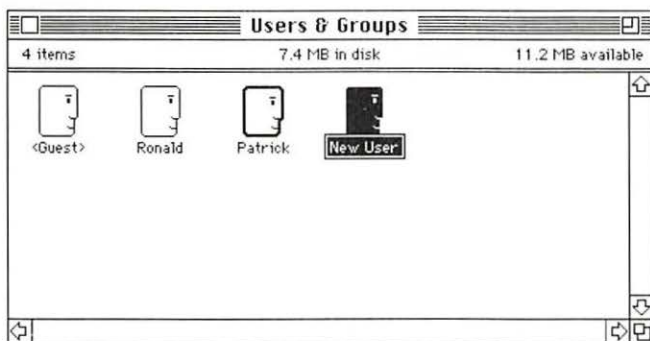 Users & Groups
4 items 7.4 MB in disk 11.2 MB available
<Guest> Ronald Patrick New User